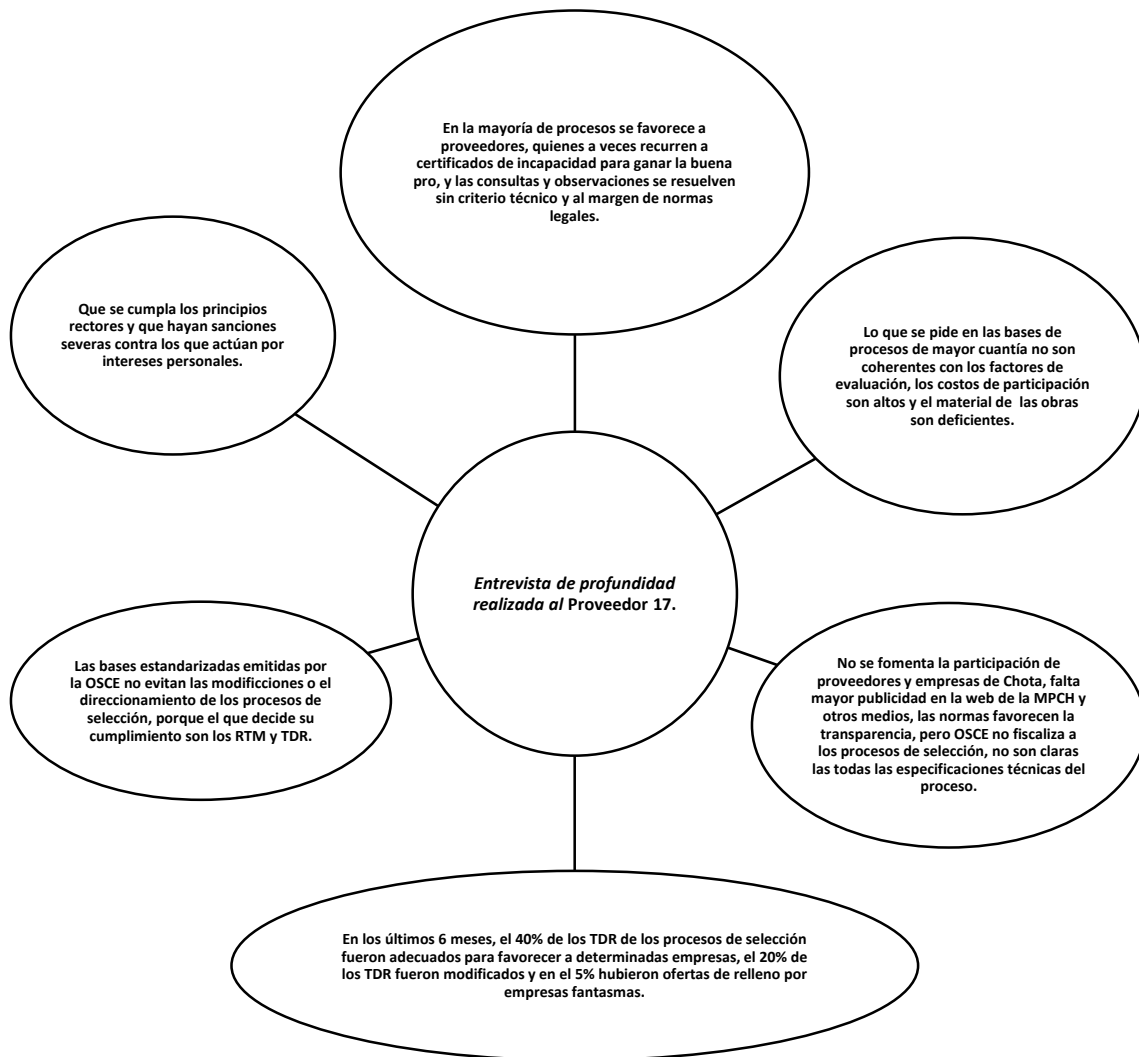 En la mayoría de procesos se favorece a
proveedores, quienes a veces recurren a
certificados de incapacidad para ganar la buena
pro, y las consultas y observaciones se resuelven
sin criterio técnico y al margen de normas
legales.
Que se cumpla los principios
rectores y que hayan sanciones
severas contra los que actúan por
intereses personales.
Lo que se pide en las bases de
procesos de mayor cuantía no son
coherentes con los factores de
evaluación, los costos de participación
son altos y el material de las obras
son deficientes.
Entrevista de profundidad
realizada al Proveedor 17.
Las bases estandarizadas emitidas por
la OSCE no evitan las modificciones o el
direccionamiento de los procesos de
selección, porque el que decide su
cumplimiento son los RTM y TDR.
No se fomenta la participación de
proveedores y empresas de Chota, falta
mayor publicidad en la web de la MPCH y
otros medios, las normas favorecen la
transparencia, pero OSCE no fiscaliza a
los procesos de selección, no son claras
las todas las especificaciones técnicas del
proceso.
En los últimos 6 meses, el 40% de los TDR de los procesos de selección
fueron adecuados para favorecer a determinadas empresas, el 20% de
los TDR fueron modificados y en el 5% hubieron ofertas de relleno por
empresas fantasmas.